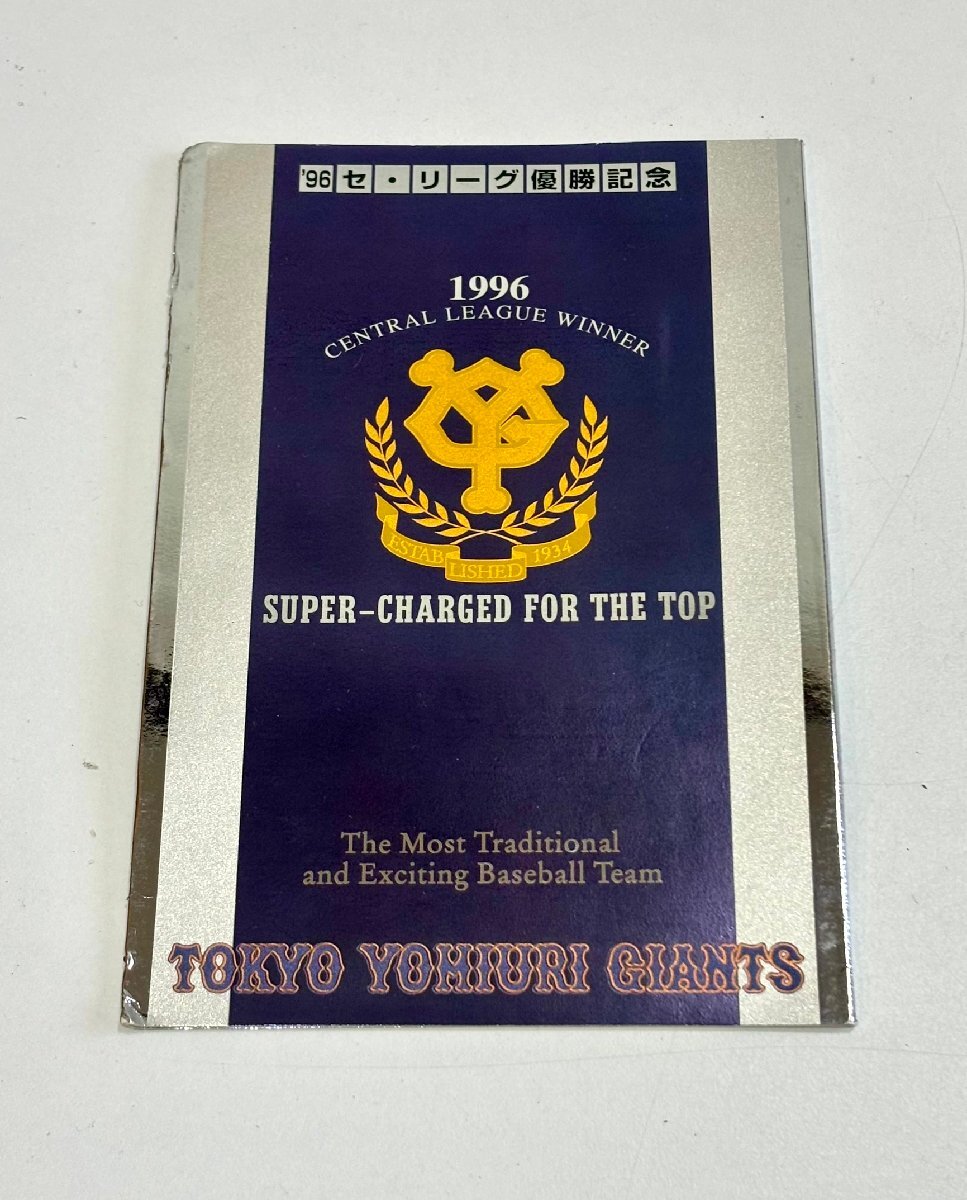 '96セ・リーグ優勝記念
1996
CENTRAL LEAGUE WINNER
YG
ESTABLISHED 1934
SUPER-CHARGED FOR THE TOP
The Most Traditional
and Exciting Baseball Team
TOKYO YOMIURI GIANTS